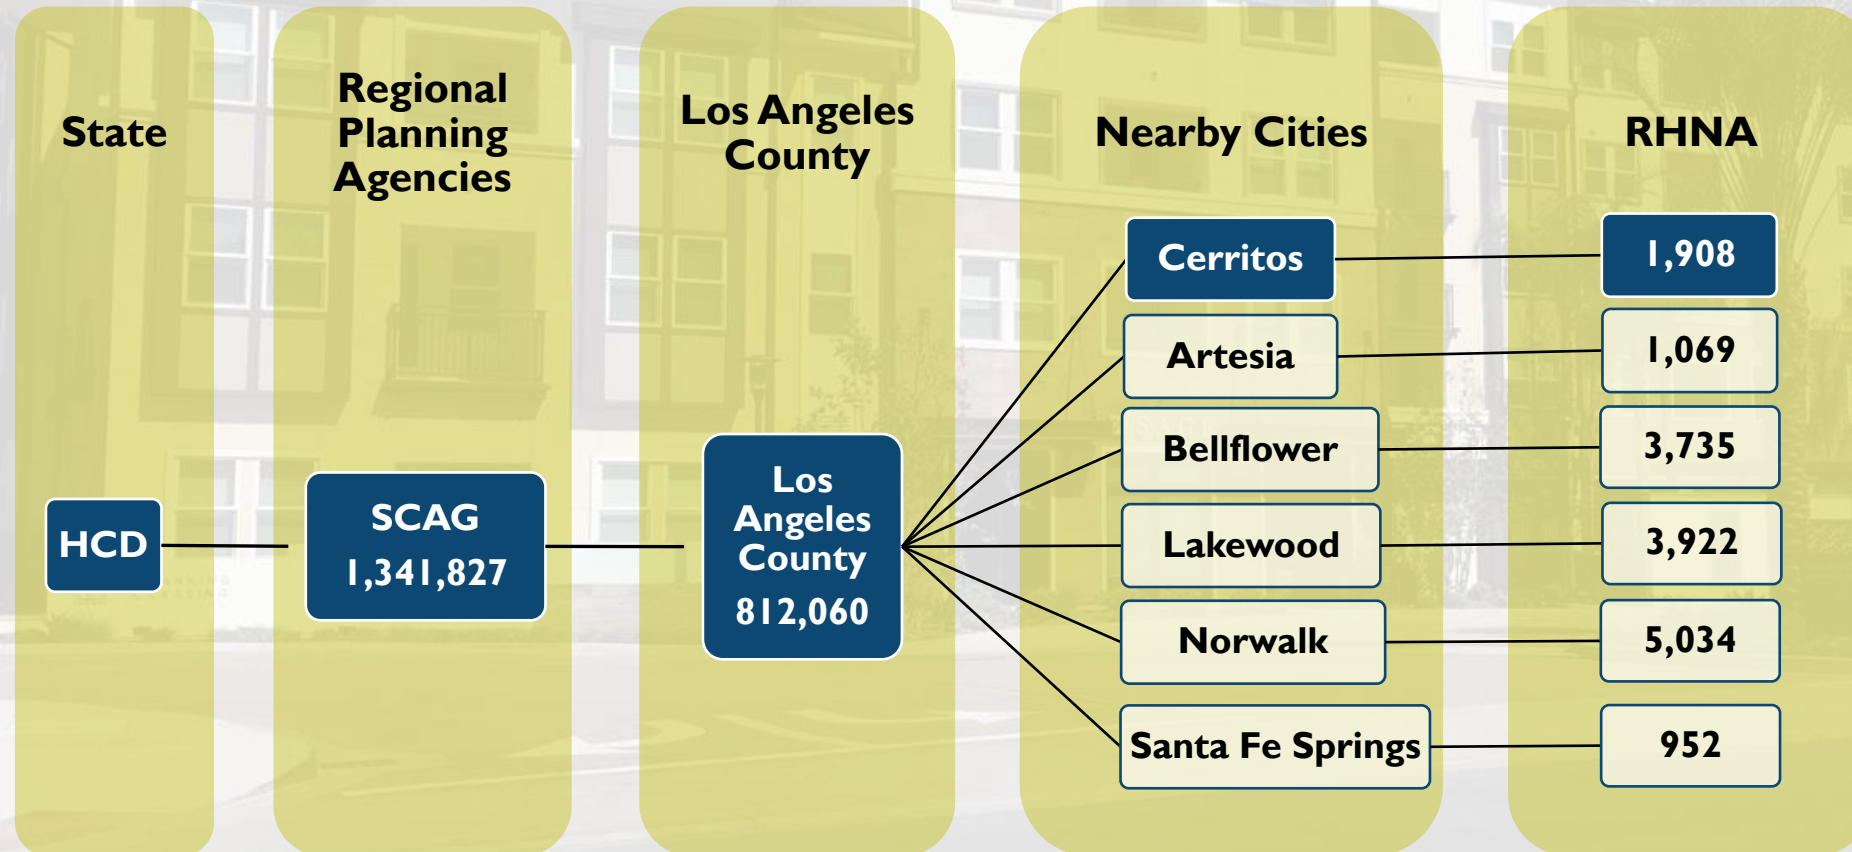 State
Regional
Planning
Agencies
Los Angeles
County
Nearby Cities
RHNA
HCD
SCAG
1,341,827
Los
Angeles
County
812,060
Cerritos
1,908
Artesia
1,069
Bellflower
3,735
Lakewood
3,922
Norwalk
5,034
Santa Fe Springs
952